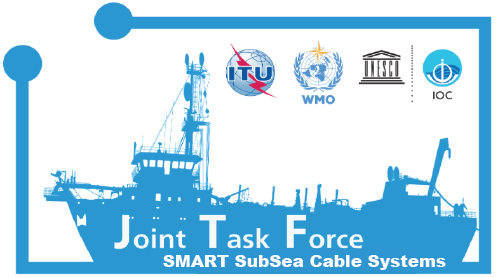 ITU
WMO
UNESCO
IOC
Joint Task Force
SMART SubSea Cable Systems